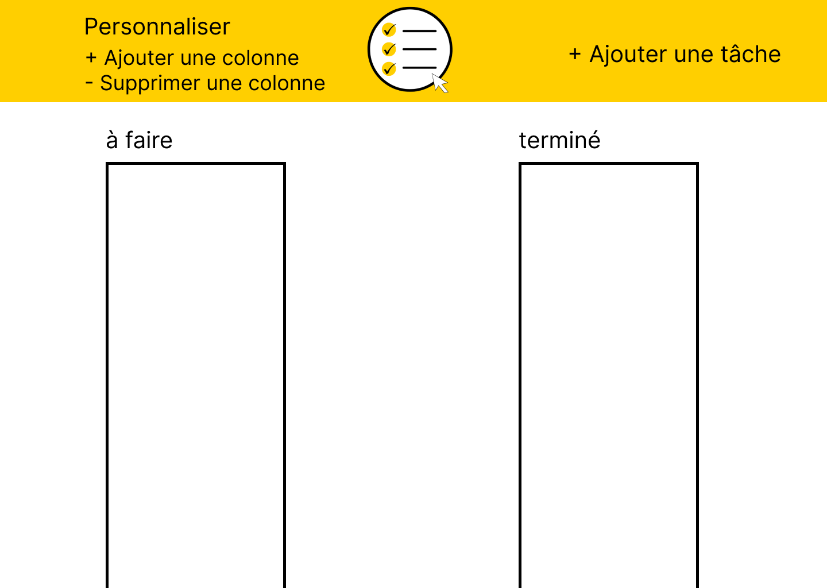 Personnaliser
+ Ajouter une colonne
- Supprimer une colonne
+ Ajouter une tâche
à faire
terminé